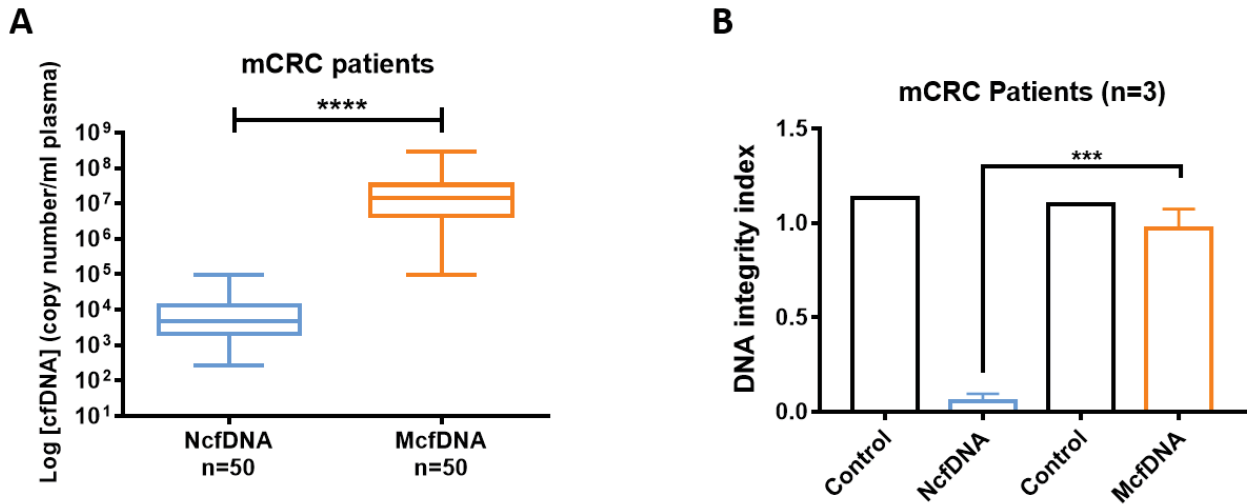 A
mCRC patients
****
Log [cfDNA] (copy number/ml plasma)
10⁹
10⁸
10⁷
10⁶
10⁵
10⁴
10³
10²
10¹
NcfDNA
n=50
McfDNA
n=50
B
mCRC Patients (n=3)
***
DNA integrity index
1.5
1.0
0.5
0.0
Control
NcfDNA
Control
McfDNA